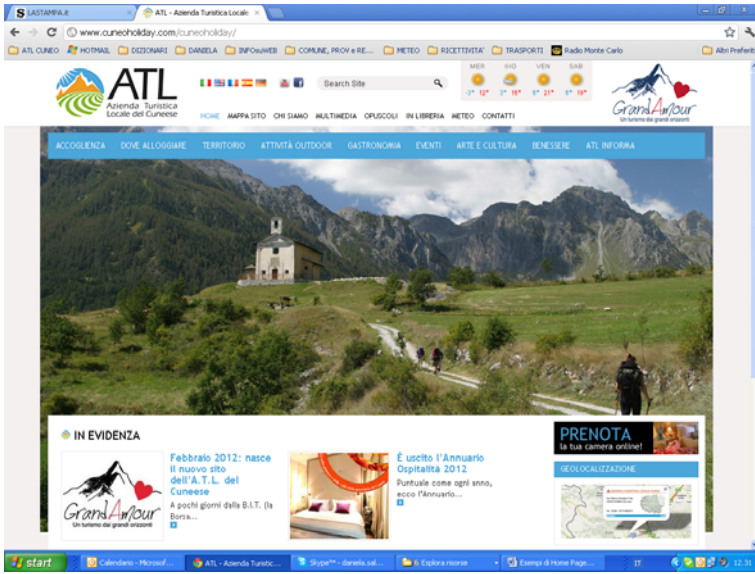 LASTAMPA.it
ATL - Azienda Turistica Locale
www.cuneoholiday.com/cuneoholiday/
ATL CUNEO HOTMAIL DIZIONARI DANIELA INFOsuWEB COMUNE, PROV e RE... METEO RICETTIVITA' TRASPORTI Radio Monte Carlo Altri Preferiti
ATL
Azienda Turistica
Locale del Cuneese
Search Site
MER GIO VEN SAB
12° 21°
GrandAmour
Un turismo dai grandi orizzonti
HOME MAPPA SITO CHI SIAMO MULTIMEDIA OPUSCOLI IN LIBRERIA METEO CONTATTI
ACCOGLIENZA DOVE ALLOGGIARE TERRITORIO ATTIVITÀ OUTDOOR GASTRONOMIA EVENTI ARTE E CULTURA BENESSERE ATL INFORMA
IN EVIDENZA
GrandAmour
Un turismo dai grandi orizzonti
Febbraio 2012: nasce
il nuovo sito
dell'A.T.L. del
Cuneese
A pochi giorni dalla B.I.T. (la
Borsa...
È uscito l'Annuario
Ospitalità 2012
Puntuale come ogni anno,
ecco l'Annuario...
PRENOTA
la tua camera online!
GEOLOCALIZZAZIONE
start Calendario - Microsof... ATL - Azienda Turistic... Skype™ - daniela.sal... 6 Esplora risorse Esempi di Home Page... IT 12.31